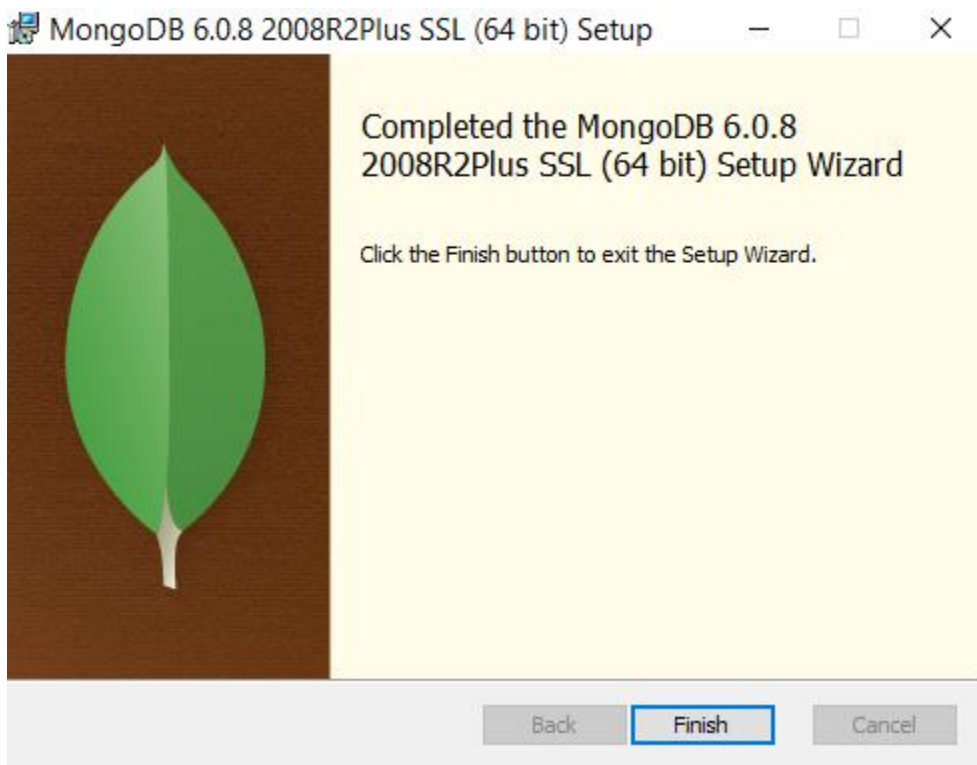 MongoDB 6.0.8 2008R2Plus SSL (64 bit) Setup
Completed the MongoDB 6.0.8
2008R2Plus SSL (64 bit) Setup Wizard
Click the Finish button to exit the Setup Wizard.
Back Finish Cancel